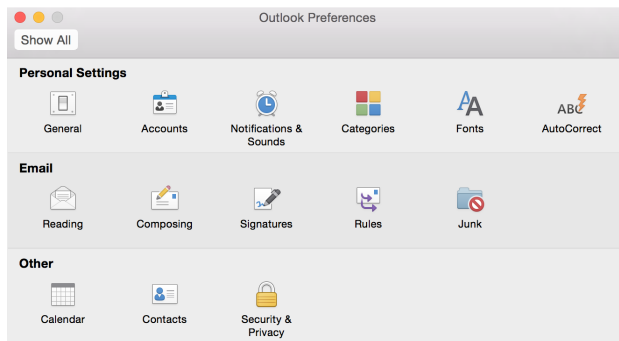 Outlook Preferences
Show All
Personal Settings
General
Accounts
Notifications &
Sounds
Categories
Fonts
ABC
AutoCorrect
Email
Reading
Composing
Signatures
Rules
Junk
Other
Calendar
Contacts
Security &
Privacy